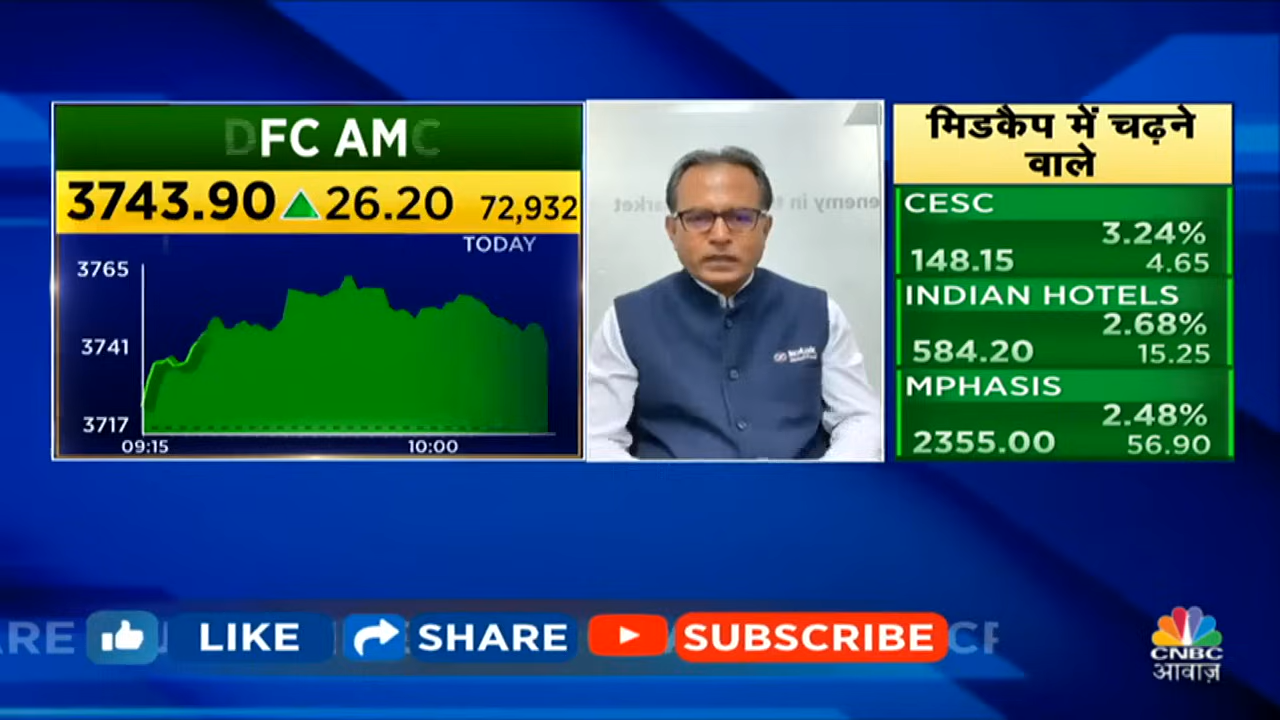 DFC AMC
3743.90 26.20 72,932
TODAY
3765
3741
3717
09:15 10:00
मिडकैप में चढ़ने
वाले
CESC
3.24%
148.15 4.65
INDIAN HOTELS
2.68%
584.20 15.25
MPHASIS
2.48%
2355.00 56.90
LIKE SHARE SUBSCRIBE
CNBC
आवाज़